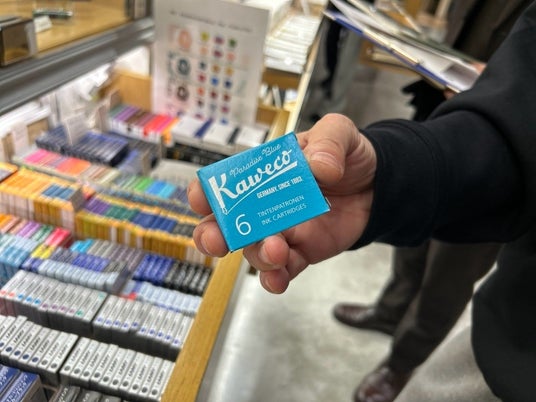 Paradise Blue
Kaweco
GERMANY, SINCE 1883
6
TINTENPATRONEN
INK CARTRIDGES